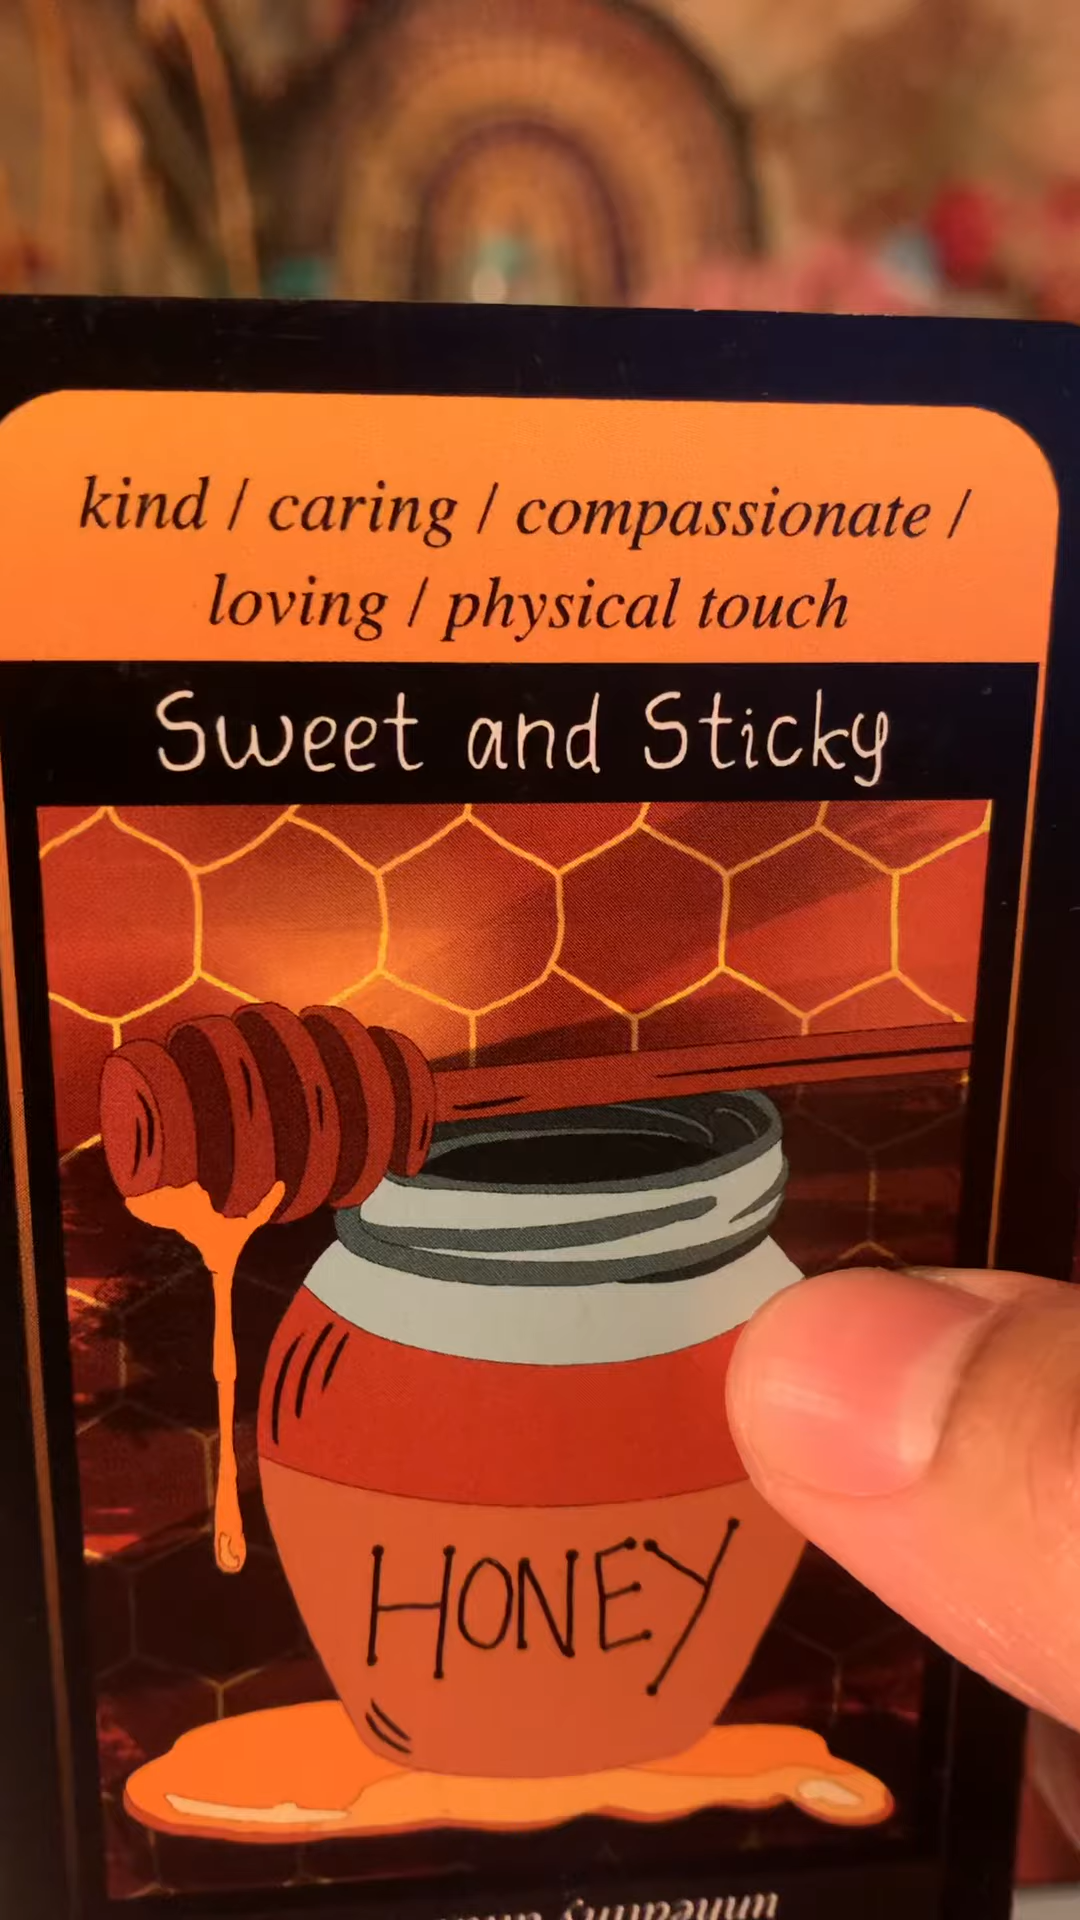 kind / caring / compassionate /
loving / physical touch
Sweet and Sticky
HONEY